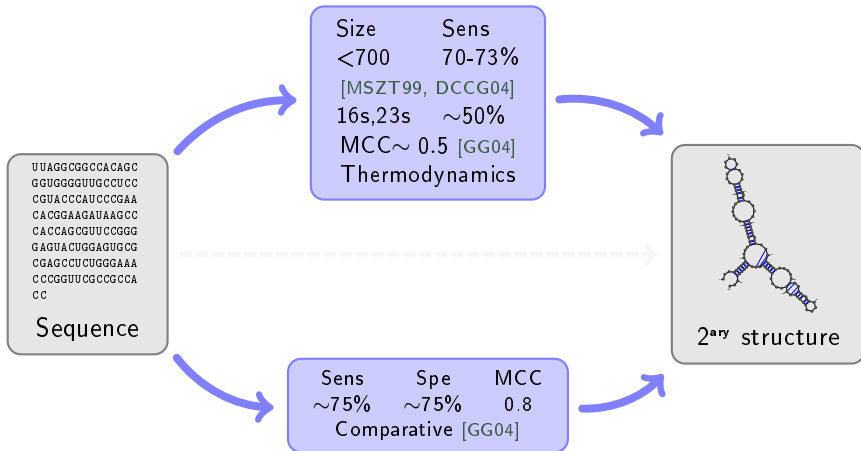 Size Sens
<700 70-73%
[MSZT99, DCCG04]
16s,23s ~50%
MCC~ 0.5 [GG04]
Thermodynamics
UUAGGCGGCCACAGC
GGUGGGGUUGCCUCC
CGUACCCAUCCCGAA
CACGGAAGAUAAGCC
CACCAGCGUUCCGGG
GAGUACUGGAGUGCG
CGAGCCUCUGGGAAA
CCCGGUUCGCCGCCA
CC
Sequence
2ary structure
Sens Spe MCC
~75% ~75% 0.8
Comparative [GG04]